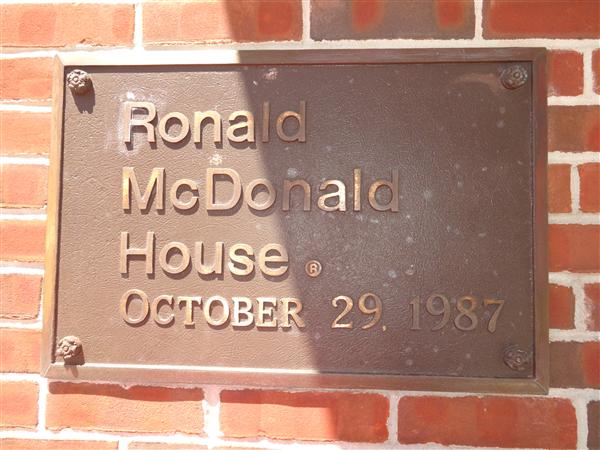 Ronald
McDonald
House ®
OCTOBER 29, 1987